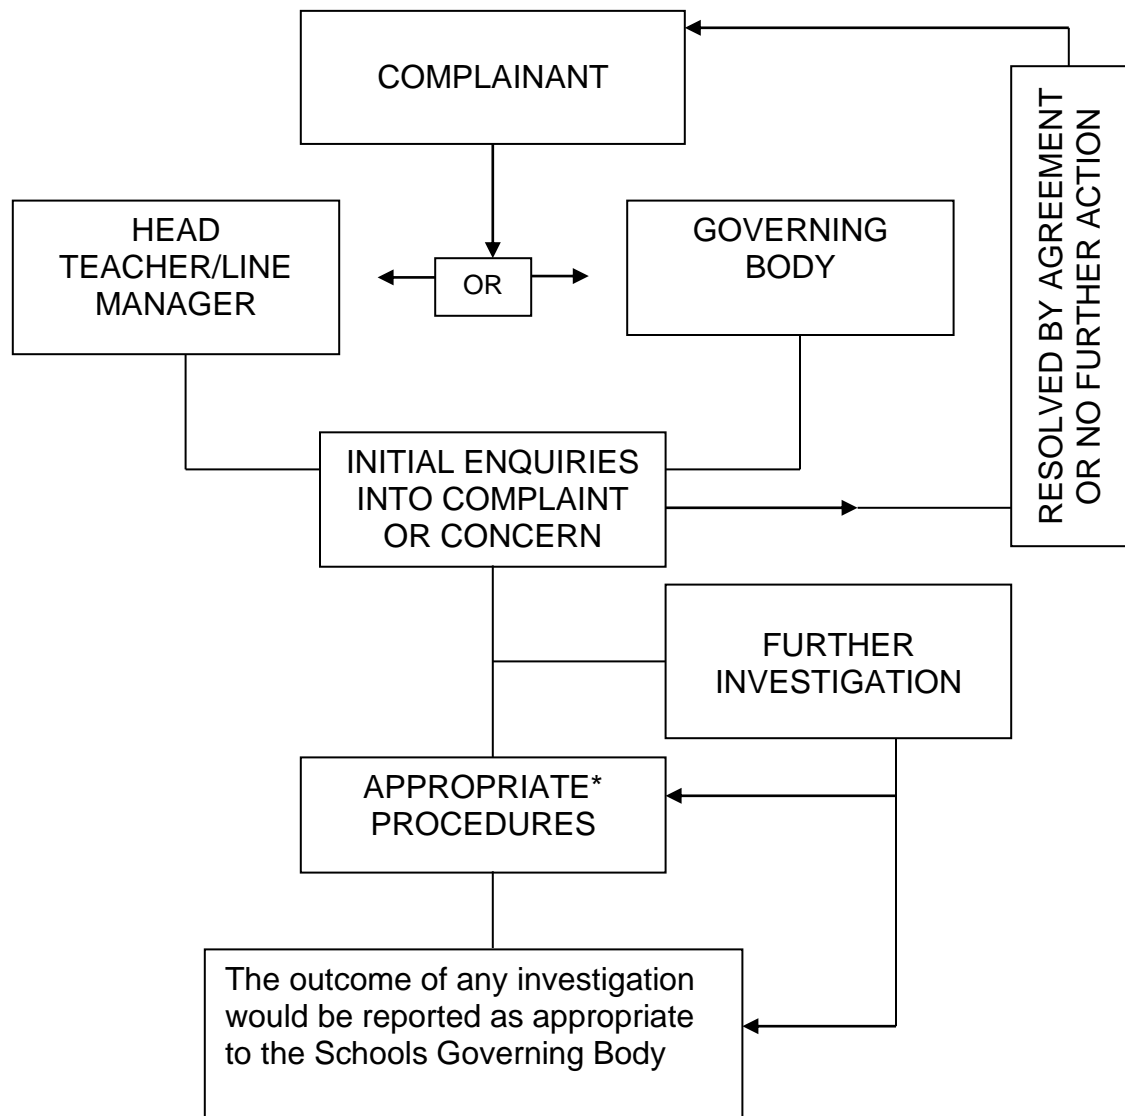 COMPLAINANT
RESOLVED BY AGREEMENT
OR NO FURTHER ACTION
HEAD
TEACHER/LINE
MANAGER
OR
GOVERNING
BODY
INITIAL ENQUIRIES
INTO COMPLAINT
OR CONCERN
FURTHER
INVESTIGATION
APPROPRIATE*
PROCEDURES
The outcome of any investigation
would be reported as appropriate
to the Schools Governing Body